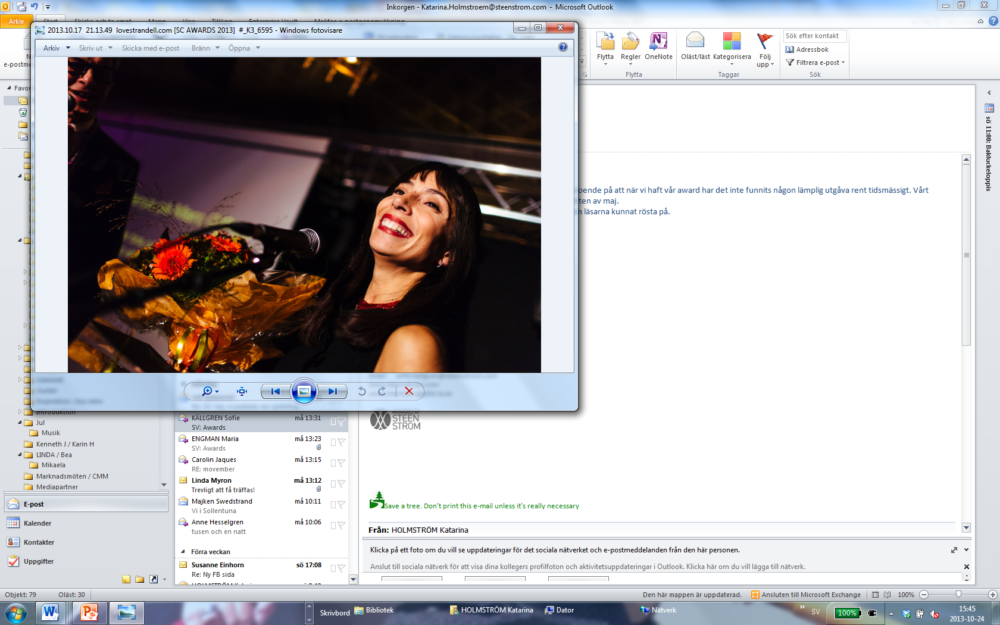 Inkorgen - Katarina.Holmstroem@steenstrom.com - Microsoft Outlook
Arkiv
2013.10.17 21.13.49 lovestrandell.com [SC AWARDS 2013] #_K3_6595 - Windows fotovisare
Arkiv Skriv ut Skicka med e-post Bränn Öppna
Flytta Regler OneNote
Flytta
Oläst/läst Kategorisera Följ upp
Taggar
Sök efter kontakt
Adressbok
Filtrera e-post
Sök
e-postme
Favor
sö 11:00: Bakluckeloppis
oende på att när vi haft vår award har det inte funnits någon lämplig utgåva rent tidsmässigt. Vårt
ten av maj.
läsarna kunnat rösta på.
Introduktion
Jul
Musik
Kenneth J / Karin H
LINDA / Bea
Mikaela
Marknadsmöten / CMM
Mediapartner
E-post
Kalender
Kontakter
Uppgifter
KÄLLGREN Sofie må 13:31
SV: Awards
ENGMAN Maria må 13:23
SV: Awards
Carolin Jaques må 13:15
RE: movember
Linda Myron må 13:12
Trevligt att få träffas!
Majken Swedstrand må 10:11
Vi i Sollentuna
Anne Hesselgren må 10:06
tusen och en natt
Förra veckan
Susanne Einhorn sö 17:08
Re: Ny FB sida
MANAGED BY
STEEN
STROM
Save a tree. Don't print this e-mail unless it's really necessary
Från: HOLMSTRÖM Katarina
Klicka på ett foto om du vill se uppdateringar för det sociala nätverket och e-postmeddelanden från den här personen.
Anslut till sociala nätverk för att visa dina kollegers profilfoton och aktivitetsuppdateringar i Outlook. Klicka här om du vill lägga till nätverk.
Objekt: 79 Oläst: 30
Den här mappen är uppdaterad. Ansluten till Microsoft Exchange 100%
Skrivbord Bibliotek HOLMSTRÖM Katarina Dator Nätverk
SV 100%
15:45
2013-10-24